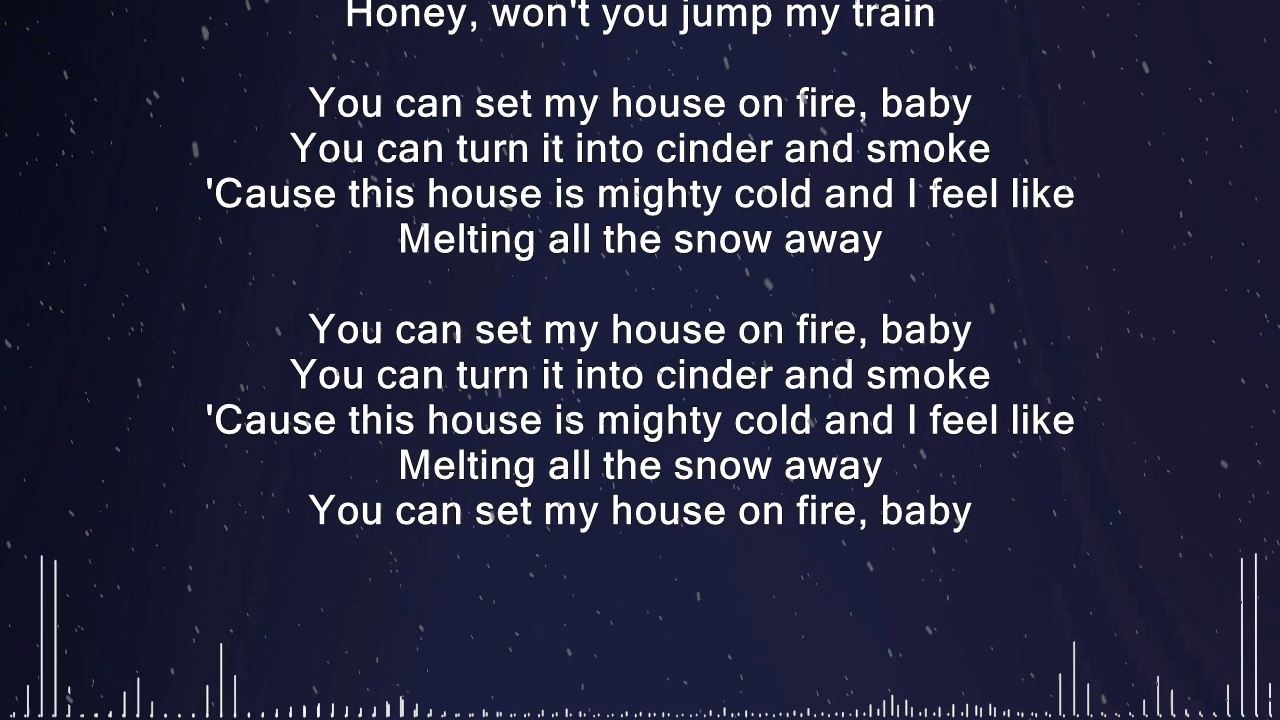 Honey, won't you jump my train
You can set my house on fire, baby
You can turn it into cinder and smoke
'Cause this house is mighty cold and I feel like
Melting all the snow away
You can set my house on fire, baby
You can turn it into cinder and smoke
'Cause this house is mighty cold and I feel like
Melting all the snow away
You can set my house on fire, baby